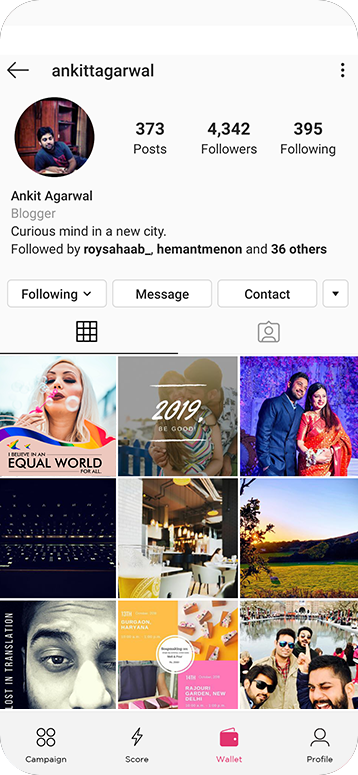 ankittagarwal
373
4,342
395
Posts
Followers
Following
Ankit Agarwal
Blogger
Curious mind in a new city.
Followed by roysahaab_, hemantmenon and 36 others
Following
Message
Contact
I BELIEVE IN AN
EQUAL WORLD
FOR ALL.
2019,
BE GOOD!
LOST IN TRANSLATION
13TH
GURGAON,
HARYANA
14TH
RAJOURI
GARDEN, NEW
DELHI
Campaign
Score
Wallet
Profile